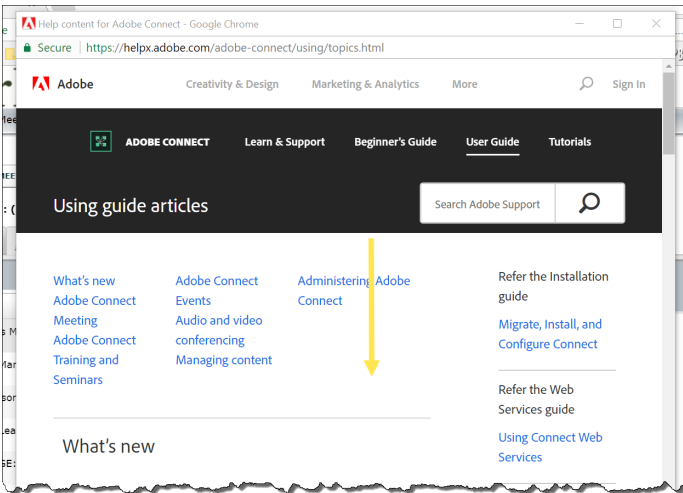 Help content for Adobe Connect - Google Chrome
Secure | https://helpx.adobe.com/adobe-connect/using/topics.html
Adobe Creativity & Design Marketing & Analytics More Sign In
ADOBE CONNECT Learn & Support Beginner's Guide User Guide Tutorials
Using guide articles
Search Adobe Support
What's new
Adobe Connect
Meeting
Adobe Connect
Training and
Seminars
Adobe Connect
Events
Audio and video
conferencing
Managing content
Administering Adobe
Connect
Refer the Installation
guide
Migrate, Install, and
Configure Connect
Refer the Web
Services guide
Using Connect Web
Services
What's new